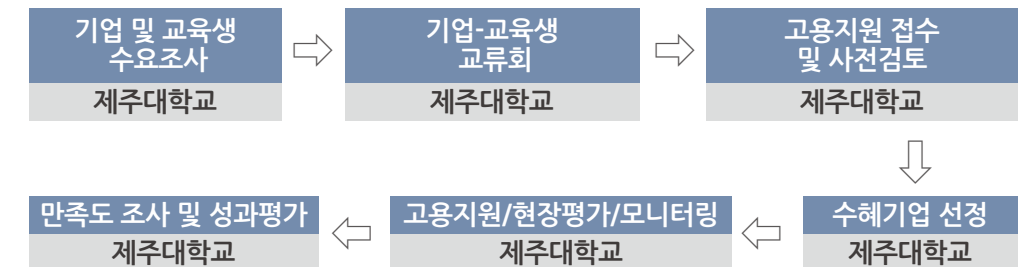 기업 및 교육생
수요조사
제주대학교
기업-교육생
교류회
제주대학교
고용지원 접수
및 사전검토
제주대학교
수혜기업 선정
제주대학교
고용지원/현장평가/모니터링
제주대학교
만족도 조사 및 성과평가
제주대학교